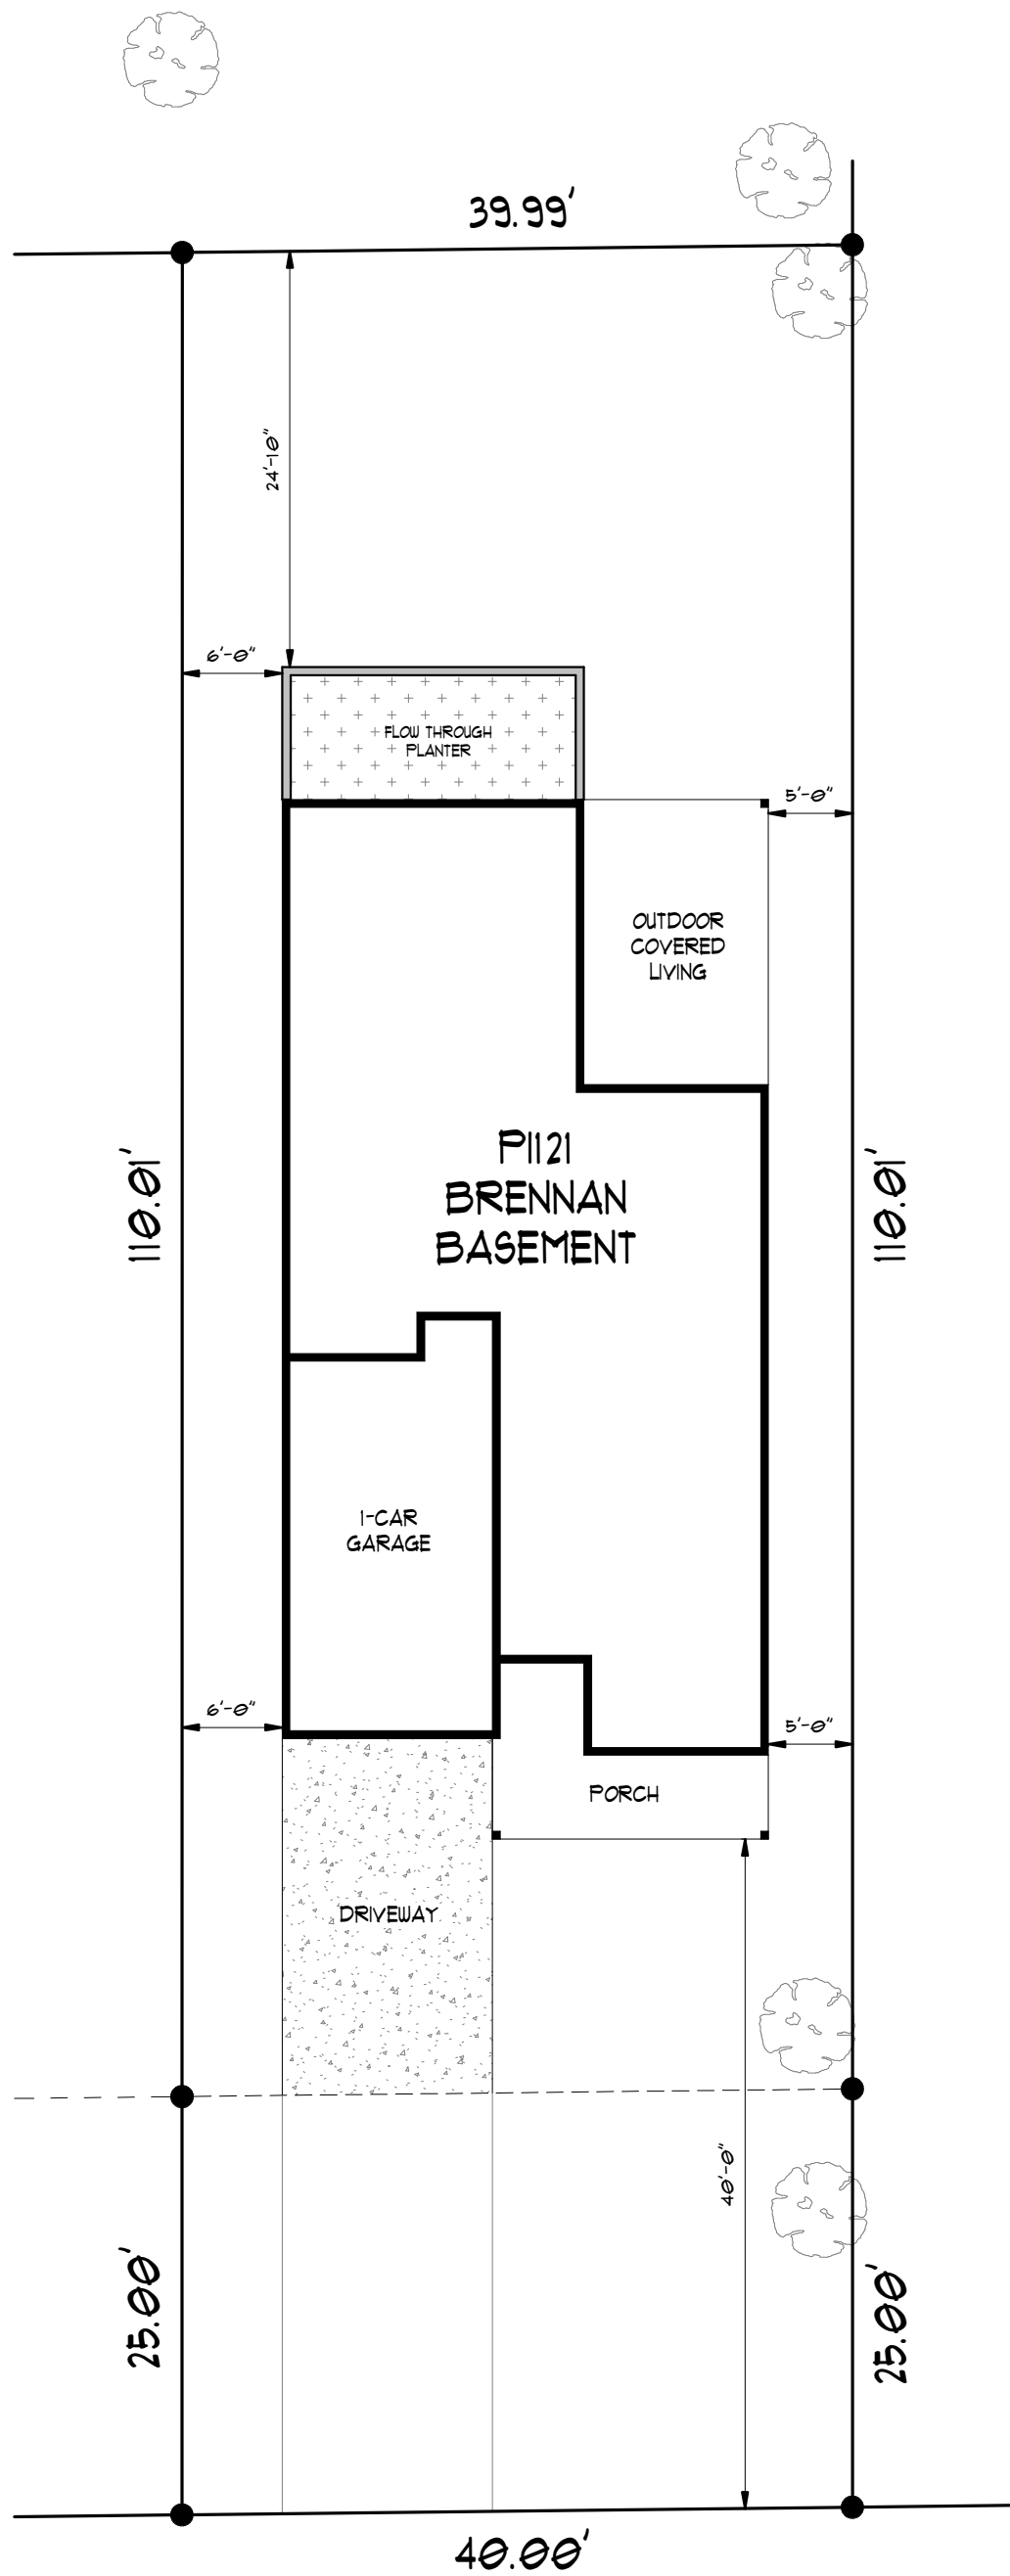 39.99'
24'-10"
6'-0"
FLOW THROUGH
PLANTER
5'-0"
OUTDOOR
COVERED
LIVING
110.01'
P1121
BRENNAN
BASEMENT
110.01'
1-CAR
GARAGE
6'-0"
5'-0"
PORCH
DRIVEWAY
40'-0"
25.00'
25.00'
40.00'